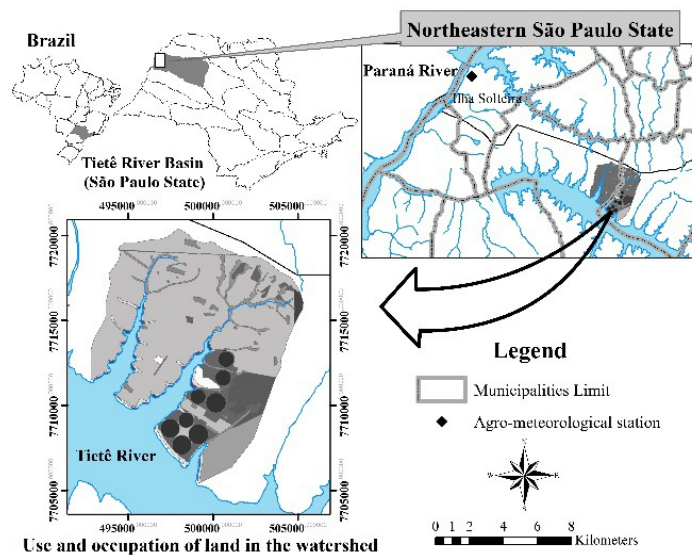 Northeastern São Paulo State
Brazil
Paraná River
Ilha Solteira
Tietê River Basin
(São Paulo State)
495000 500000 505000
7720000 7720000
7715000 7715000
7710000 7710000
7705000 7705000
Tietê River
495000 500000 505000
Use and occupation of land in the watershed
Legend
Municipalities Limit
Agro-meteorological station
N
W E
S
0 1 2 4 6 8
Kilometers